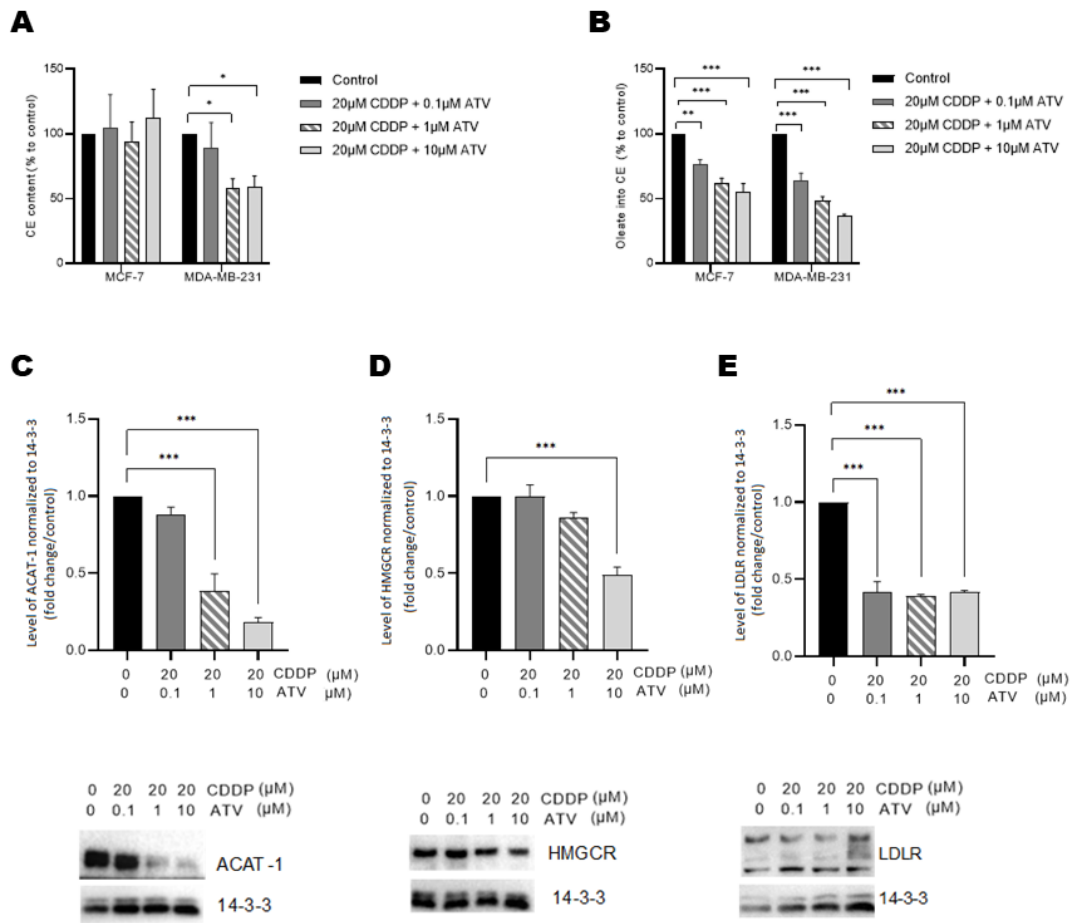 A
CE content (% to control)
150
100
50
0
*
*
MCF-7
MDA-MB-231
Control
20µM CDDP + 0.1µM ATV
20µM CDDP + 1µM ATV
20µM CDDP + 10µM ATV
B
Oleate into CE (% to control)
150
100
50
0
***
***
**
***
***
***
MCF-7
MDA-MB-231
Control
20µM CDDP + 0.1µM ATV
20µM CDDP + 1µM ATV
20µM CDDP + 10µM ATV
C
Level of ACAT-1 normalized to 14-3-3
(fold change/control)
1.5
1.0
0.5
0.0
***
***
0 20 20 20 CDDP (µM)
0 0.1 1 10 ATV µM)
D
Level of HMGCR normalized to 14-3-3
(fold change/control)
1.5
1.0
0.5
0.0
***
0 20 20 20 CDDP (µM)
0 0.1 1 10 ATV (µM)
E
Level of LDLR normalized to 14-3-3
(fold change/control)
1.5
1.0
0.5
0.0
***
***
***
0 20 20 20 CDDP (µM)
0 0.1 1 10 ATV (µM)
0 20 20 20 CDDP (µM)
0 0.1 1 10 ATV (µM)
ACAT -1
14-3-3
0 20 20 20 CDDP (µM)
0 0.1 1 10 ATV (µM)
HMGCR
14-3-3
0 20 20 20 CDDP (µM)
0 0.1 1 10 ATV (µM)
LDLR
14-3-3